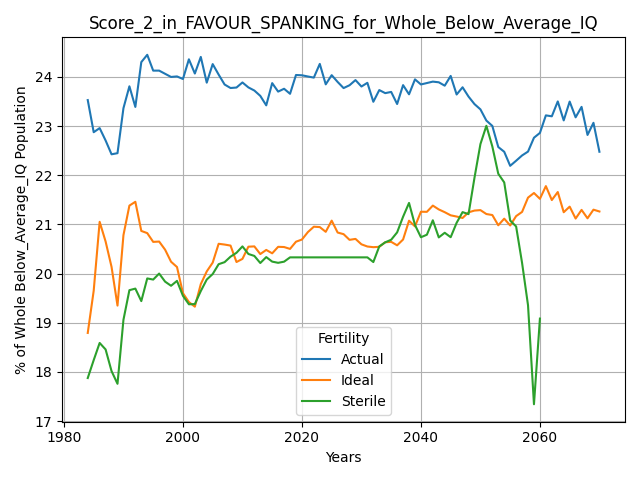 Score_2_in_FAVOUR_SPANKING_for_Whole_Below_Average_IQ
% of Whole Below_Average_IQ Population
24
23
22
21
20
19
18
17
Fertility
Actual
Ideal
Sterile
1980
2000
2020
2040
2060
Years